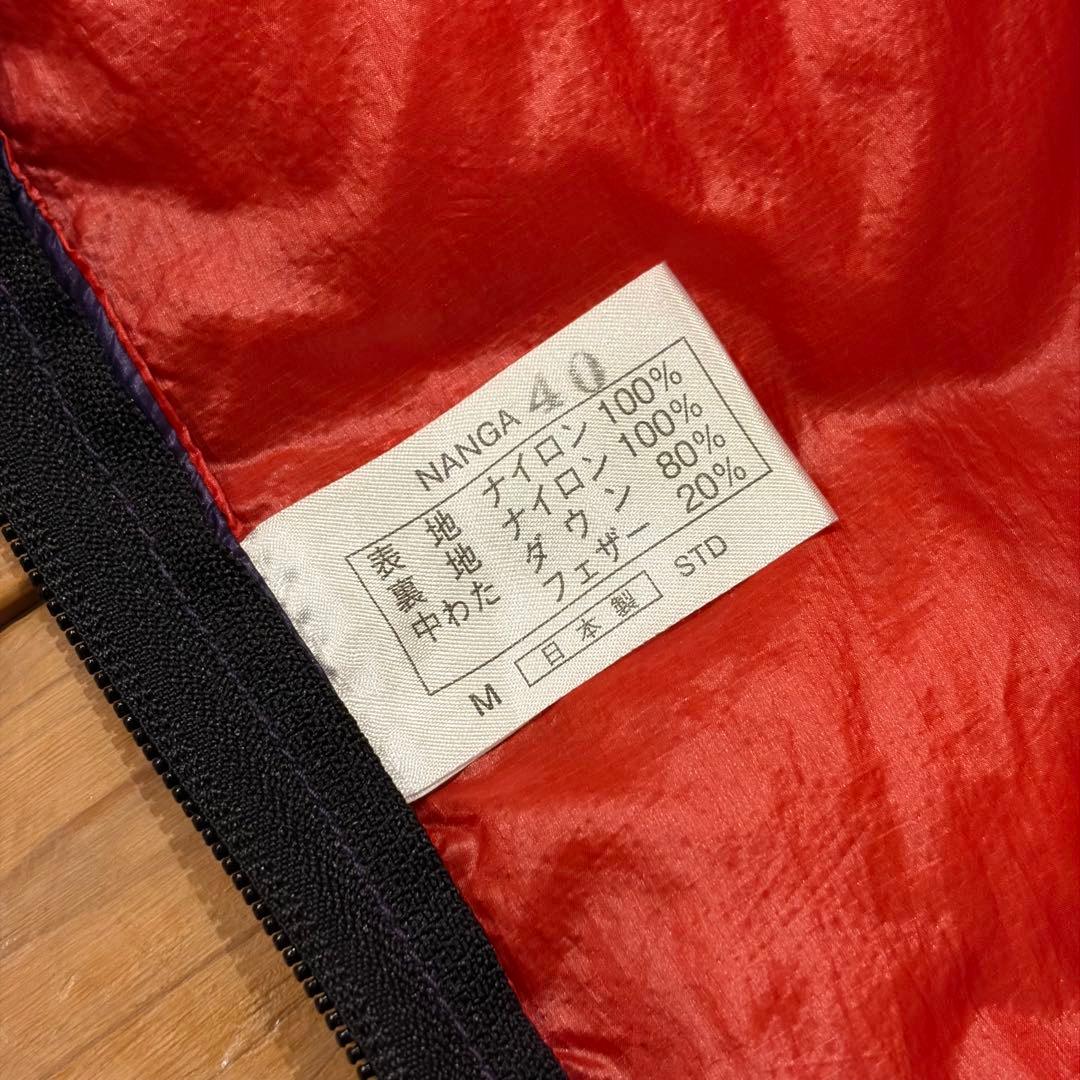 NANGA 40
表 地 ナイロン 100%
裏 地 ナイロン 100%
中わた ダウン 80%
フェザー 20%
M 日本製 STD